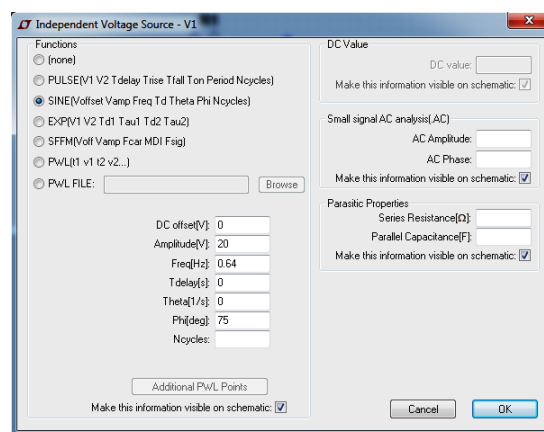 Independent Voltage Source - V1
Functions
(none)
PULSE(V1 V2 Tdelay Trise Tfall Ton Period Ncycles)
SINE(Voffset Vamp Freq Td Theta Phi Ncycles)
EXP(V1 V2 Td1 Tau1 Td2 Tau2)
SFFM(Voff Vamp Fcar MDI Fsig)
PWL(t1 v1 t2 v2...)
PWL FILE: Browse
DC offset[V]: 0
Amplitude[V]: 20
Freq[Hz]: 0.64
Tdelay[s]: 0
Theta[1/s]: 0
Phi[deg]: 75
Ncycles:
Additional PWL Points
Make this information visible on schematic:
DC Value
DC value:
Make this information visible on schematic:
Small signal AC analysis(.AC)
AC Amplitude:
AC Phase:
Make this information visible on schematic:
Parasitic Properties
Series Resistance[Ω]:
Parallel Capacitance[F]:
Make this information visible on schematic:
Cancel OK